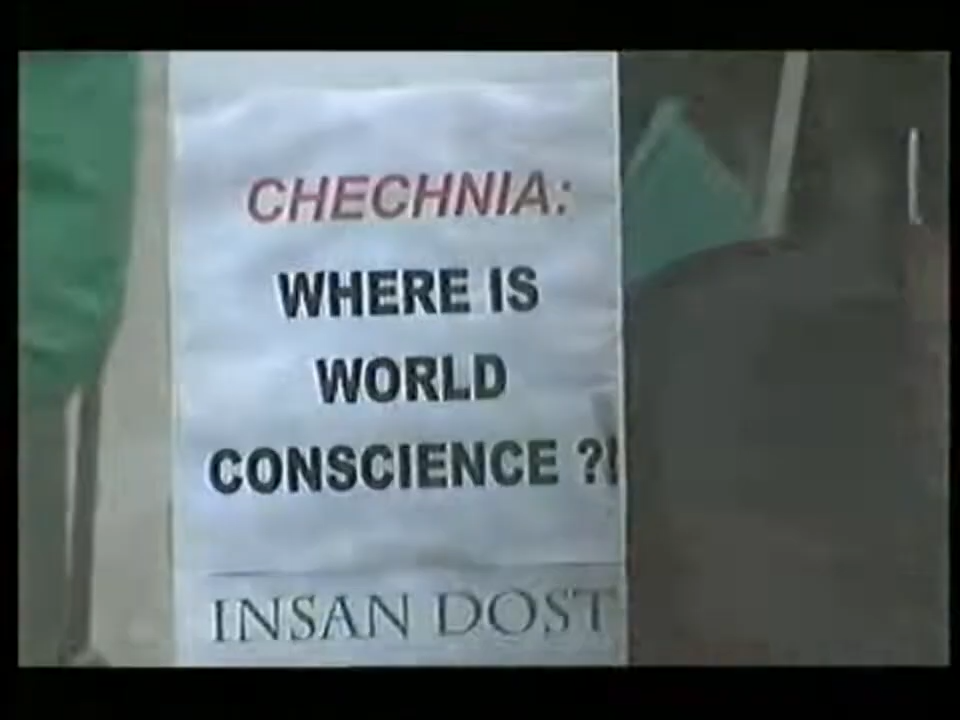 CHECHNIA:
WHERE IS
WORLD
CONSCIENCE ?!
INSAN DOST